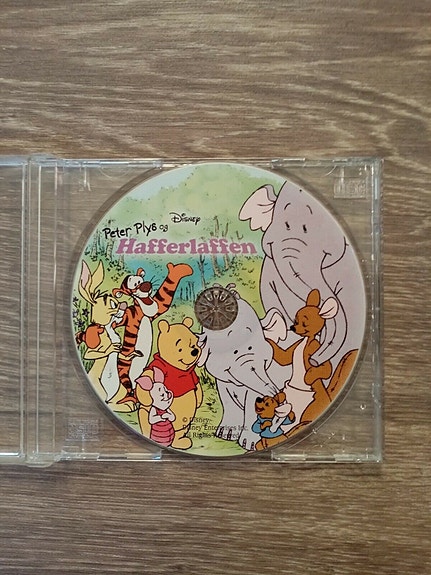 Peter Plys og
Disney
Hafferlaffen
© Disney
Disney Enterprises Inc.
All Rights Reserved